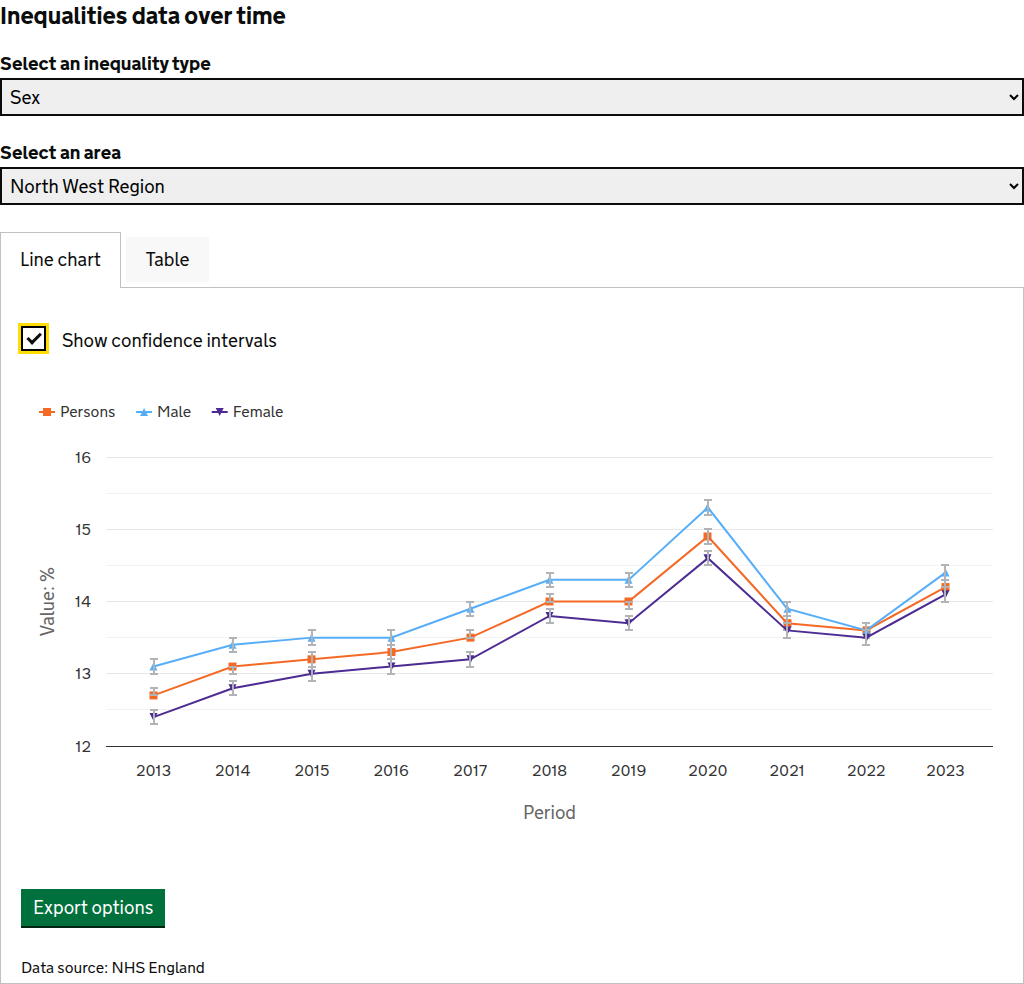 Inequalities data over time
Select an inequality type
Sex
Select an area
North West Region
Line chart Table
Show confidence intervals
Persons Male Female
16
15
14
13
12
Value: %
2013 2014 2015 2016 2017 2018 2019 2020 2021 2022 2023
Period
Export options
Data source: NHS England